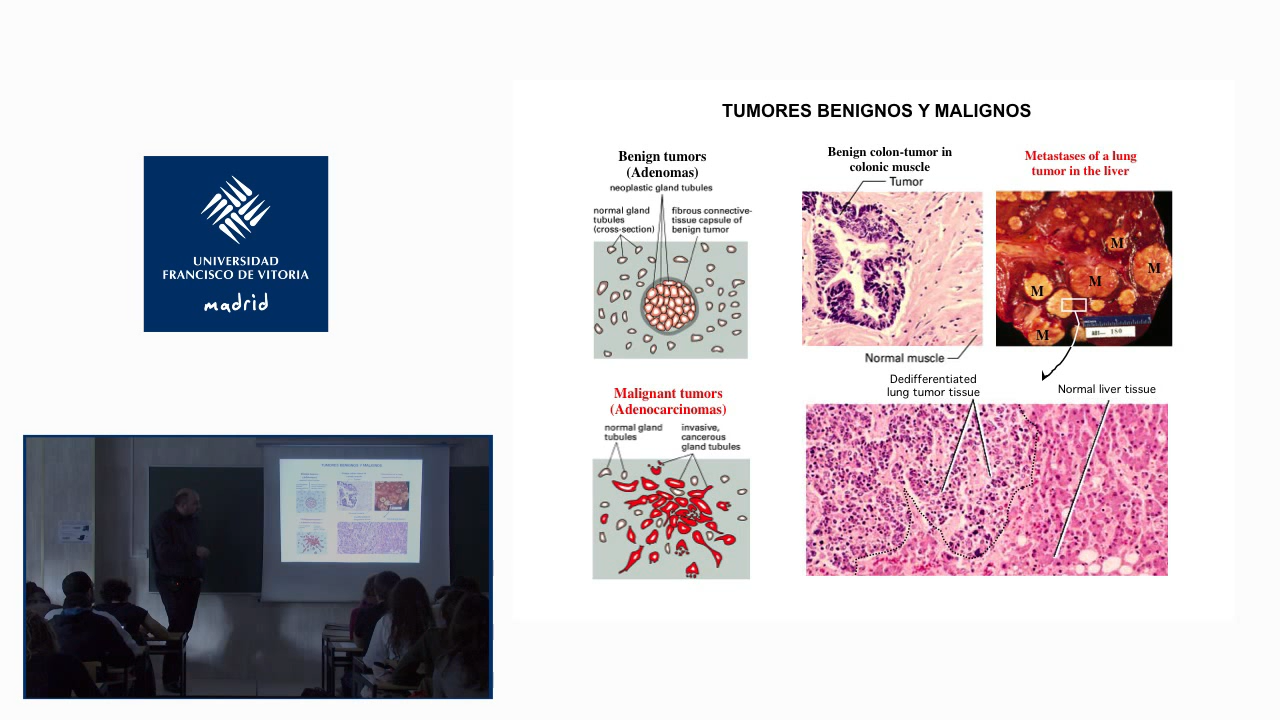 UNIVERSIDAD
FRANCISCO DE VITORIA
madrid
TUMORES BENIGNOS Y MALIGNOS
Benign tumors
(Adenomas)
neoplastic gland tubules
normal gland
tubules
(cross-section)
fibrous connective-
tissue capsule of
benign tumor
Malignant tumors
(Adenocarcinomas)
normal gland
tubules
invasive,
cancerous
gland tubules
Benign colon-tumor in
colonic muscle
Tumor
Normal muscle
Metastases of a lung
tumor in the liver
M
M
M
M
M
Dedifferentiated
lung tumor tissue
Normal liver tissue
TUMORES BENIGNOS Y MALIGNOS